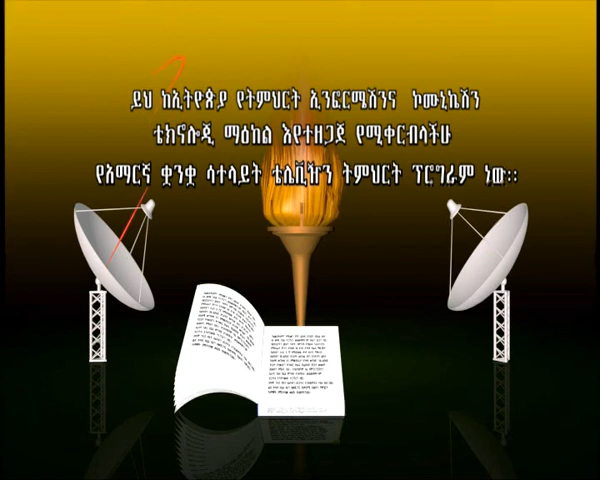 ይህ ከኢትዮጵያ የትምህርት ኢንፎርሜሽንና ኮሙኒኬሽን
ቴክኖሎጂ ማዕከል እየተዘጋጀ የሚቀርብላችሁ
የአማርኛ ቋንቋ ሳተላይት ቴሌቪዥን ትምህርት ፕሮግራም ነው።